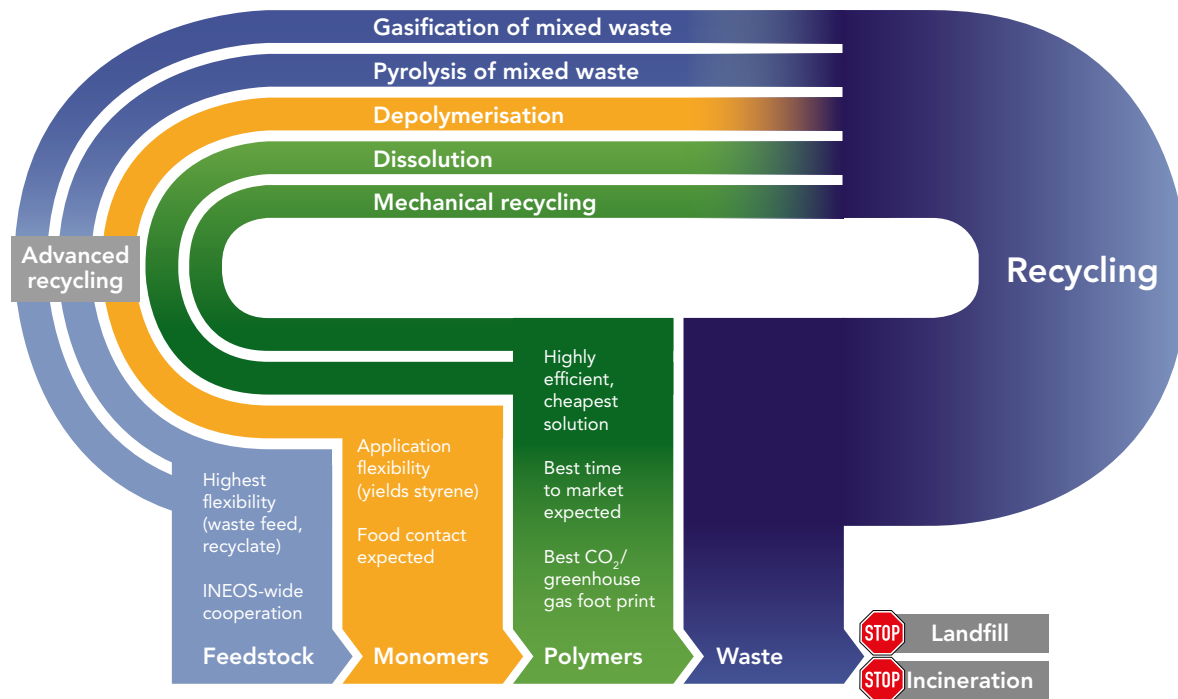 Gasification of mixed waste
Pyrolysis of mixed waste
Depolymerisation
Dissolution
Mechanical recycling
Advanced
recycling
Recycling
Highest
flexibility
(waste feed,
recyclate)
INEOS-wide
cooperation
Application
flexibility
(yields styrene)
Food contact
expected
Highly
efficient,
cheapest
solution
Best time
to market
expected
Best CO₂/
greenhouse
gas foot print
Feedstock
Monomers
Polymers
Waste
STOP
Landfill
STOP
Incineration